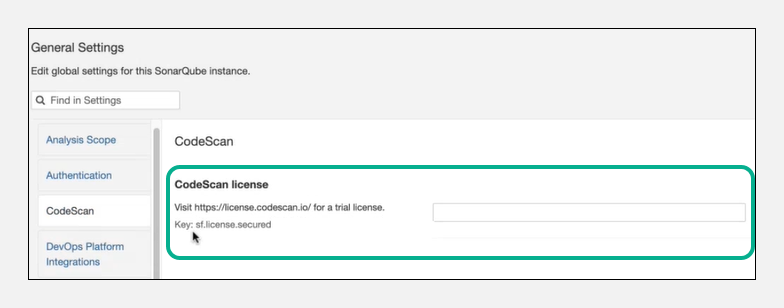 General Settings
Edit global settings for this SonarQube instance.
Find in Settings
Analysis Scope
Authentication
CodeScan
DevOps Platform
Integrations
CodeScan
CodeScan license
Visit https://license.codescan.io/ for a trial license.
Key: sf.license.secured